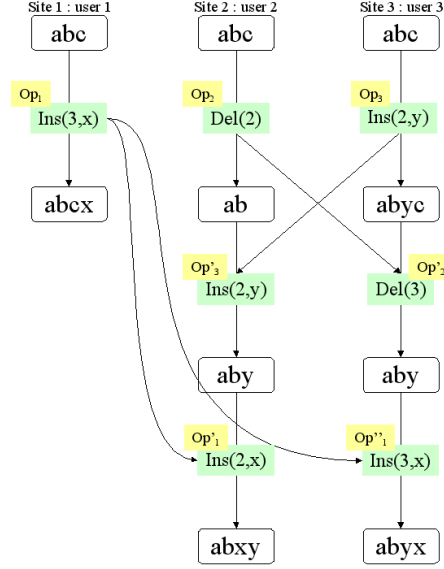 Site 1 : user 1 Site 2 : user 2 Site 3 : user 3
abc abc abc
Op1 Op2 Op3
Ins(3,x) Del(2) Ins(2,y)
abcx ab abyc
Op'3 Op'2
Ins(2,y) Del(3)
aby aby
Op'1 Op''1
Ins(2,x) Ins(3,x)
abxy abyx